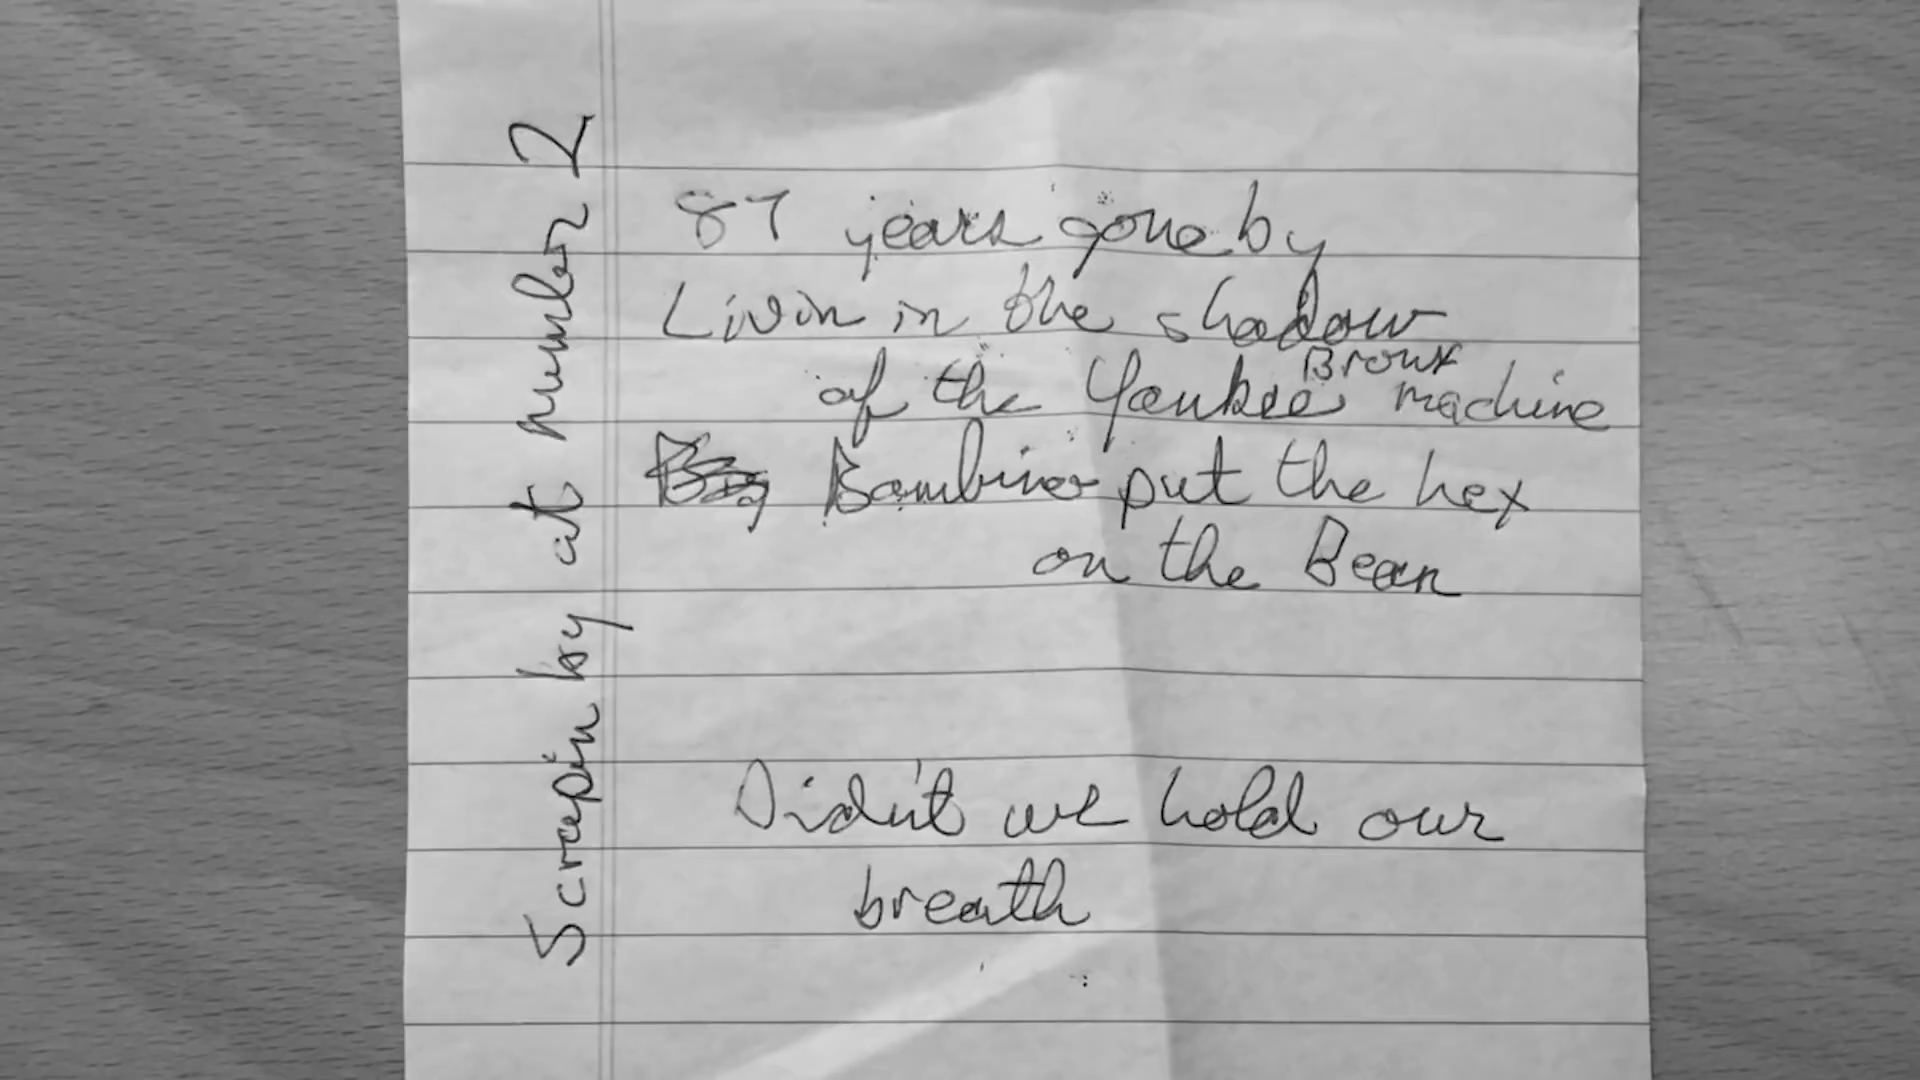 87 years gone by
Livin in the shadow
Bronx
of the Yankee machine
Bambino put the hex
on the Bean
Didn't we hold our
breath
Scrapin by at number 2